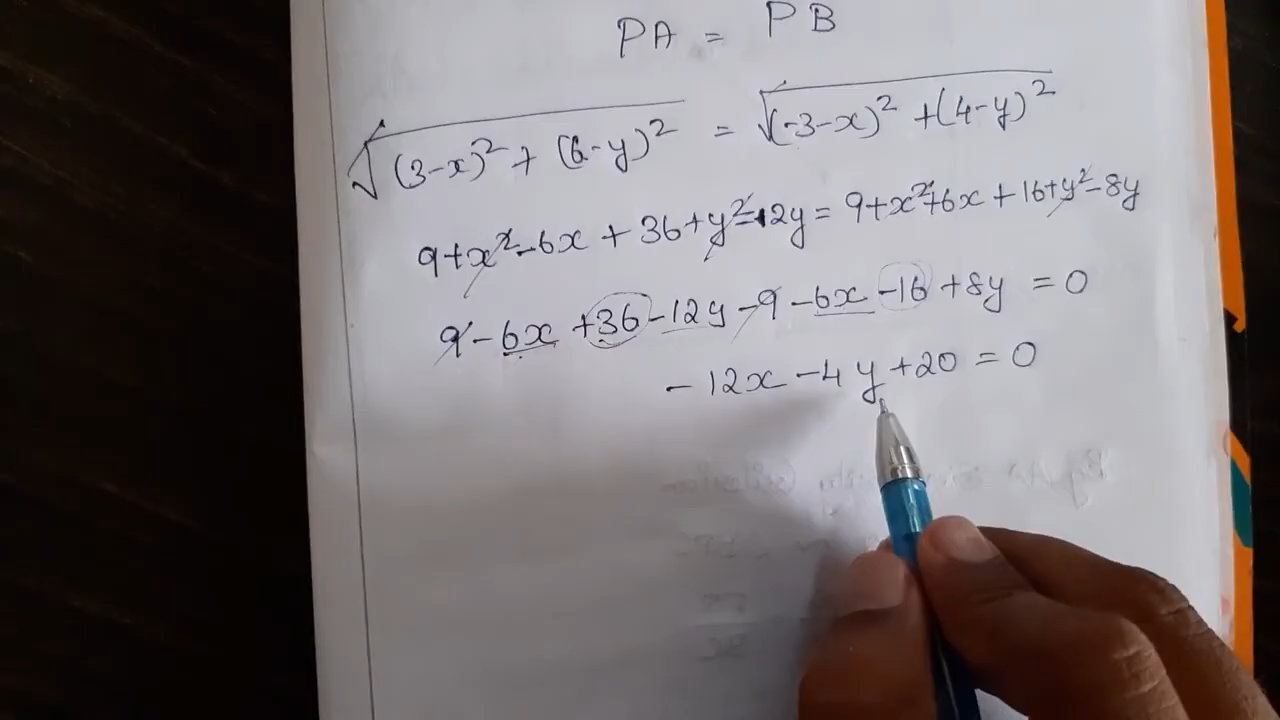 PA = PB
√(3-x)² + (6-y)² = √(-3-x)² + (4-y)²
9+x²-6x + 36+y²-12y = 9+x²+6x + 16+y²-8y
9-6x +36-12y-9-6x-16+8y = 0
-12x-4y+20 = 0